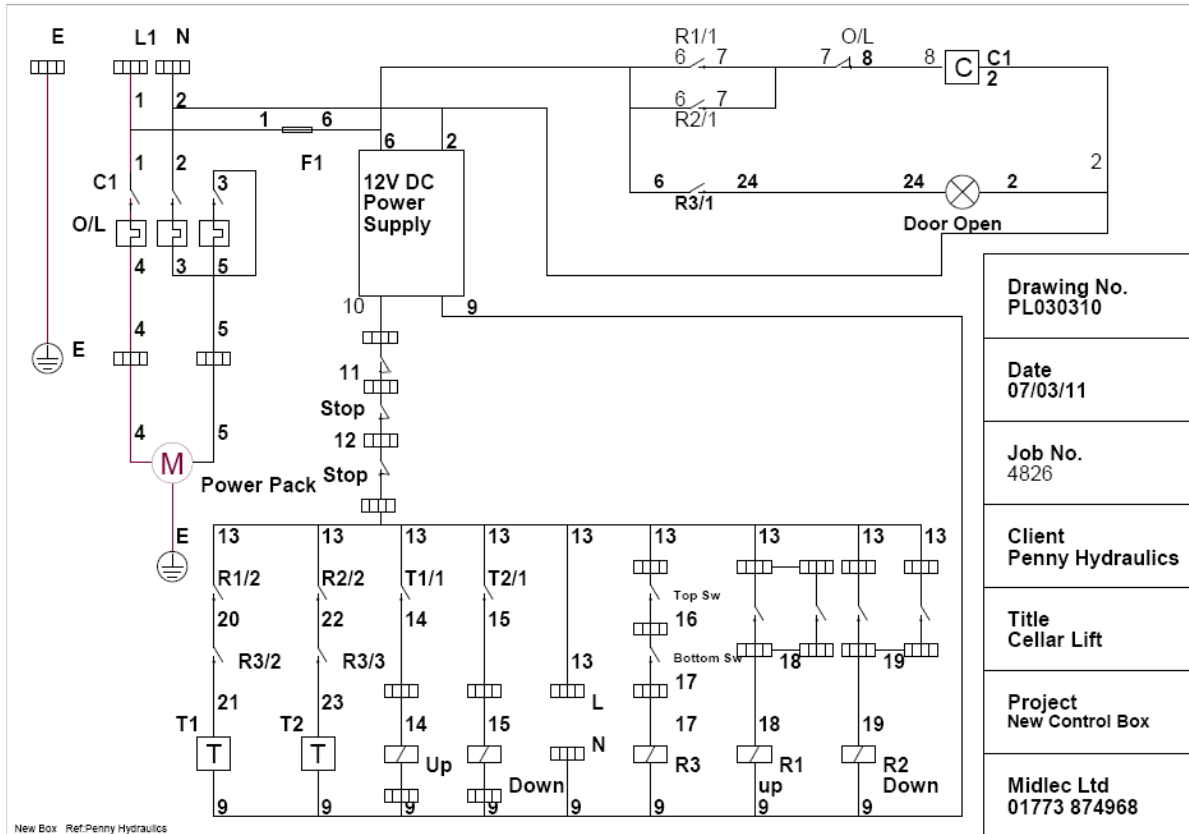 E L1 N
R1/1
6 7
O/L
7 8
8
C
C1
2
1 2
6 7
R2/1
1 6
F1
6 2
1 2 3
C1
O/L
12V DC
Power
Supply
2
6 24
R3/1
24 2
Door Open
4 3 5
10 9
4 5
E
11
Stop
12
Stop
4 5
M
Power Pack
E
13 13 13 13 13 13 13 13 13
R1/2 R2/2 T1/1 T2/1
Top Sw
20 22 14 15
16
R3/2 R3/3
Bottom Sw
18 19
13
17
21 23
L
T1 T2
T T
14 15
N
17 18 19
Up
R3 R1 R2
Down
up
Down
9 9 9 9 9 9 9 9
Drawing No.
PL030310
Date
07/03/11
Job No.
4826
Client
Penny Hydraulics
Title
Cellar Lift
Project
New Control Box
Midlec Ltd
01773 874968
New Box Ref:Penny Hydraulics